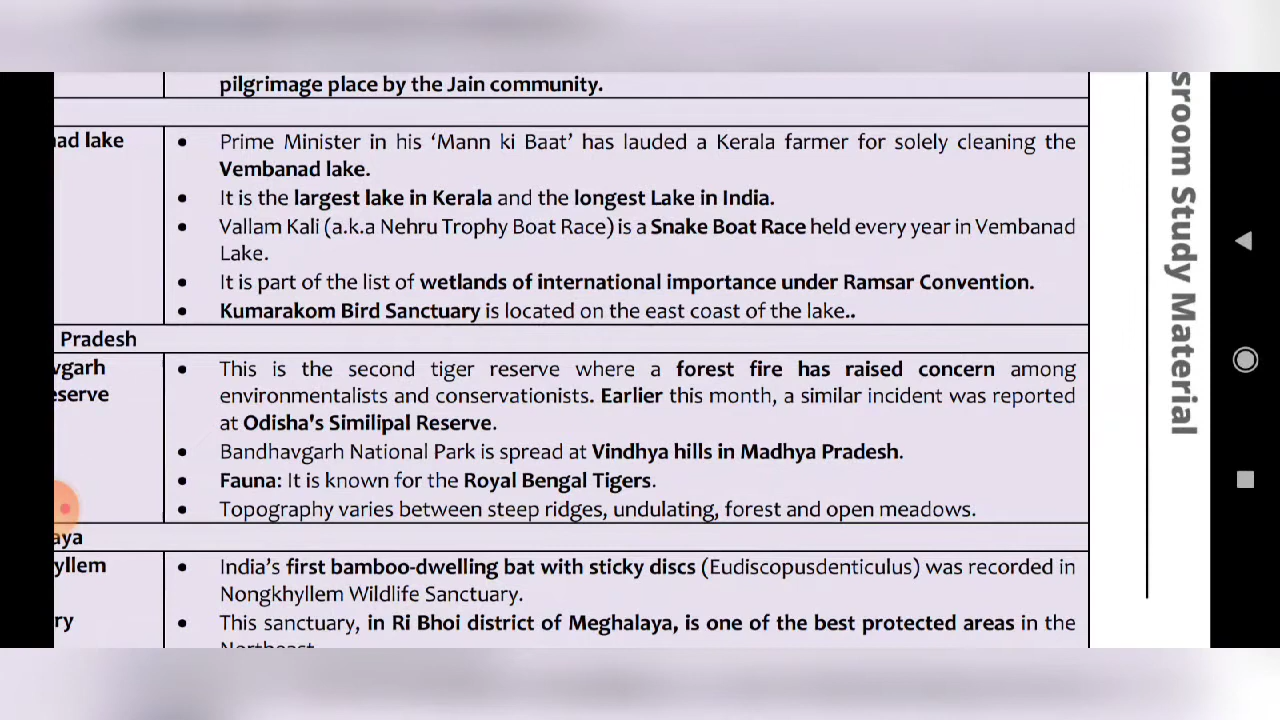 pilgrimage place by the Jain community.
ad lake
• Prime Minister in his ‘Mann ki Baat’ has lauded a Kerala farmer for solely cleaning the
Vembanad lake.
• It is the largest lake in Kerala and the longest Lake in India.
• Vallam Kali (a.k.a Nehru Trophy Boat Race) is a Snake Boat Race held every year in Vembanad
Lake.
• It is part of the list of wetlands of international importance under Ramsar Convention.
• Kumarakom Bird Sanctuary is located on the east coast of the lake..
Pradesh
vgarh
eserve
• This is the second tiger reserve where a forest fire has raised concern among
environmentalists and conservationists. Earlier this month, a similar incident was reported
at Odisha's Similipal Reserve.
• Bandhavgarh National Park is spread at Vindhya hills in Madhya Pradesh.
• Fauna: It is known for the Royal Bengal Tigers.
• Topography varies between steep ridges, undulating, forest and open meadows.
aya
yllem
ry
• India’s first bamboo-dwelling bat with sticky discs (Eudiscopusdenticulus) was recorded in
Nongkhyllem Wildlife Sanctuary.
• This sanctuary, in Ri Bhoi district of Meghalaya, is one of the best protected areas in the
Northeast.
sroom Study Material